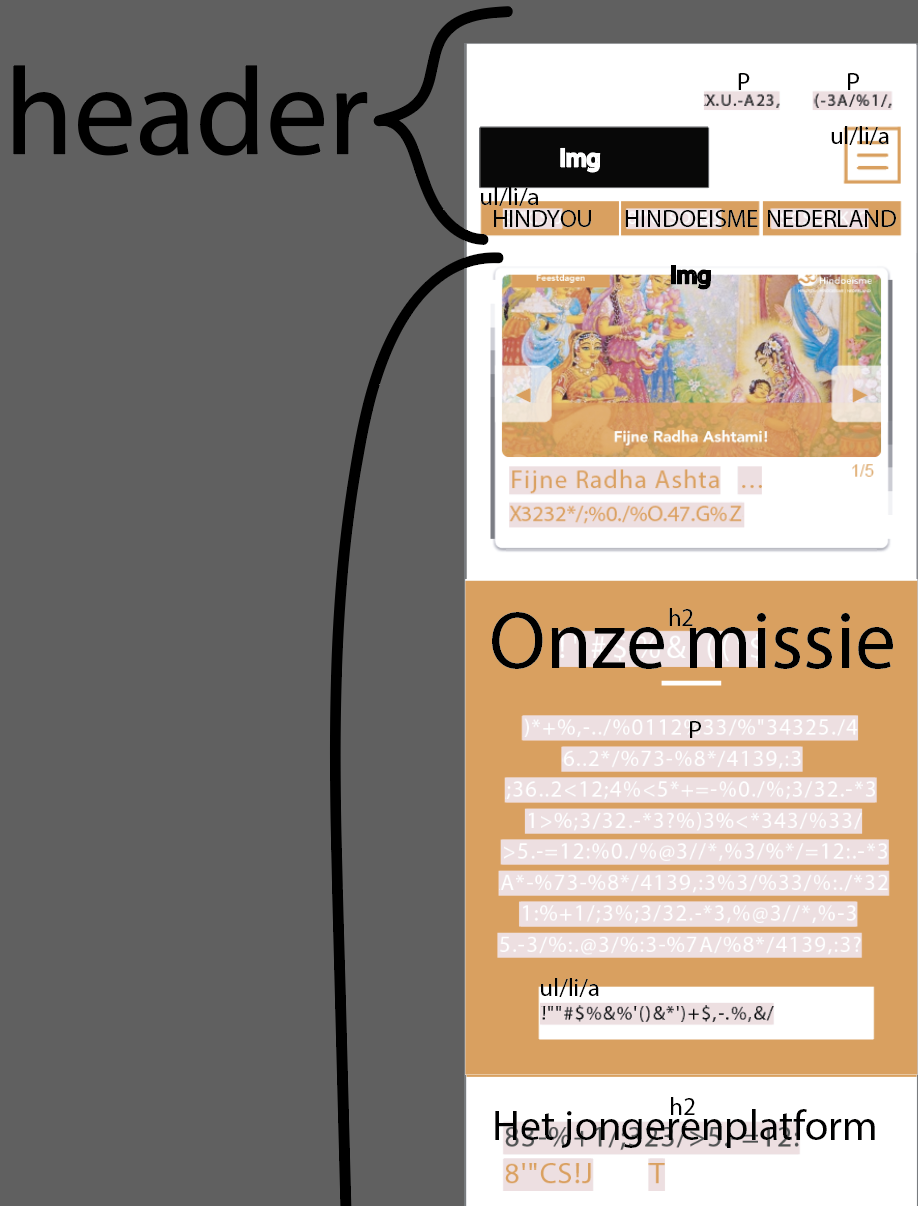 header
P P
X.U.-A23, (-3A/%1/,
Img
ul/li/a
ul/li/a
HINDYOU HINDOEISME NEDERLAND
Img
Feestdagen
Hindoeisme
Fijne Radha Ashtami!
Fijne Radha Ashta ...
1/5
X3232*/;%0./%O.47.G%Z
h2
Onze missie
P
)*+%,-../%0112%33/%"34325./4
6..2*/%73-%8*/4139,:3
;36..2<12;4%<5*+=-%0./%;3/32.-*3
1>%;3/32.-*3?%)3%<*343/%33/
>5.-=12:%0./%@3//*,%3/%*/=12:.-*3
A*-%73-%8*/4139,:3%3/%33/%:./*32
1:%+1/;3%;3/32.-*3,%@3//*,%-3
5.-3/%:.@3/%:3-%7A/%8*/4139,:3?
ul/li/a
!""#$%&%'()&*')+$,-.%,&/
h2
Het jongerenplatform
8'"CS!J T